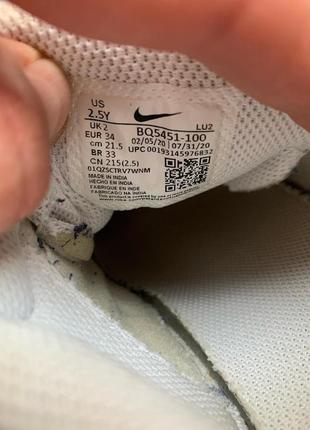 US
2.5Y
UK 2
EUR 34
cm 21.5
BR 33
CN 215(2.5)
LU2
BQ5451-100
02/05/20 07/31/20
UPC 00193145976832
01QZSCTRV7WNM
MADE IN INDIA
HECHO EN INDIA
FABRIQUE EN INDE
FABRICADO NA INDIA